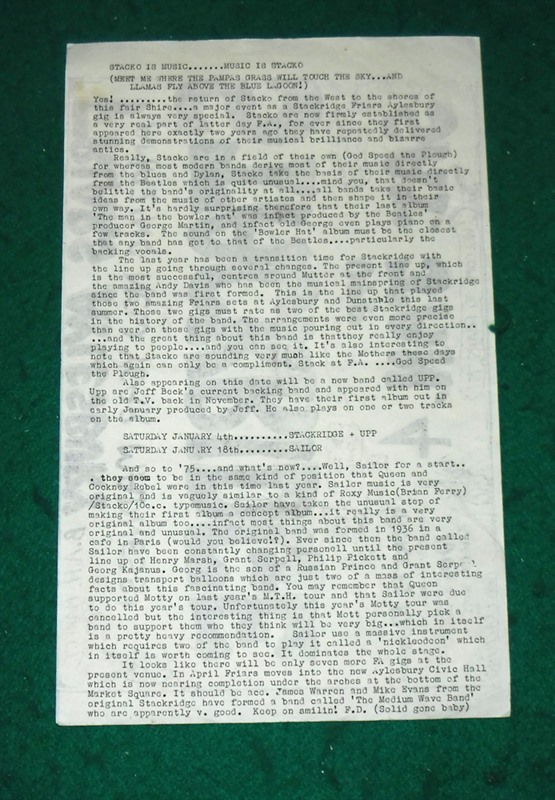 STACKO IS MUSIC.......MUSIC IS STACKO
(MEET ME WHERE THE PAMPAS GRASS WILL TOUCH THE SKY...AND
LLAMAS FLY ABOVE THE BLUE LAGOON!)
Yes! .........the return of Stacko from the West to the shores of
this fair Shire....a major event as a Stackridge Friars Aylesbury
gig is always very special. Stacko are now firmly established as
a very real part of latter day F.A., for ever since they first
appeared here exactly two years ago they have repeatedly delivered
stunning demonstrations of their musical brilliance and bizarre
antics.
Really, Stacko are in a field of their own (God Speed the Plough)
for whereas most modern bands derive most of their music directly
from the blues and Dylan, Stacko take the basis of their music directly
from the Beatles which is quite unusual...mind you, that doesn't
belittle the band's originality at all....all bands take their basic
ideas from the music of other artistes and then shape it in their
own way. It's hardly surprising therefore that their last album
'The man in the bowler hat' was infact produced by the Beatles'
producer George Martin, and infact old George even plays piano on a
few tracks. The sound on the 'Bowler Hat' album must be the closest
that any band has got to that of the Beatles....particularly the
backing vocals.
The last year has been a transition time for Stackridge with
the line up going through several changes. The present line up, which
is the most successful, centres around Mutter at the front and
the amazing Andy Davis who has been the musical mainspring of Stackridge
since the band was first formed. This is the line up that played
those two amazing Friars sets at Aylesbury and Dunstable this last
summer. Those two gigs must rate as two of the best Stackridge gigs
in the history of the band. The arrangements were even more precise
than ever on these gigs with the music pouring out in every direction..
...and the great thing about this band is thatthey really enjoy
playing to people....and you can see it. It's also interesting to
note that Stacko are sounding very much like the Mothers these days
which again can only be a compliment. Stack at F.A. .....God Speed
the Plough.
Also appearing on this date will be a new band called UPP.
Upp are Jeff Beck's current backing band and appeared with him on
the old T.V. back in November. They have their first album out in
early January produced by Jeff. He also plays on one or two tracks
on the album.
SATURDAY JANUARY 4th..........STACKRIDGE + UPP
SATURDAY JANUARY 18th.........SAILOR
And so to '75....and what's new?....Well, Sailor for a start..
. they seem to be in the same kind of position that Queen and
Cockney Rebel were in this time last year. Sailor music is very
original and is vaguely similar to a kind of Roxy Music(Brian Ferry)
/Stacko/10c.c. typemusic. Sailor have taken the unusual step of
making their first album a concept album...it really is a very
original album too....infact most things about this band are very
original and unusual. The original band was formed in 1936 in a
cafe in Paris (would you believe!?). Ever since then the band called
Sailor have been constantly changing personell until the present
line up of Henry Marsh, Grant Serpell, Philip Pickett and
Georg Kajanus. Georg is the son of a Russian Prince and Grant Serpe
designs transport balloons which are just two of a mass of interesting
facts about this fascinating band. You may remember that Queen
supported Motty on last year's M.T.H. tour and that Sailor were due
to do this year's tour. Unfortunately this year's Motty tour was
cancelled but the interesting thing is that Mott personally pick a
band to support them who they think will be very big...which in itself
is a pretty heavy recommendation. Sailor use a massive instrument
which requires two of the band to play it called a 'nickleodeon' which
in itself is worth coming to see. It dominates the whole stage.
It looks like there will be only seven more FA gigs at the
present venue. In April Friars moves into the new Aylesbury Civic Hall
which is now nearing completion under the arches at the bottom of the
Market Square. It should be ace. James Warren and Mike Evans from the
original Stackridge have formed a band called 'The Medium Wave Band'
who are apparently v. good. Keep on smilin! F.D. (Solid gone baby)